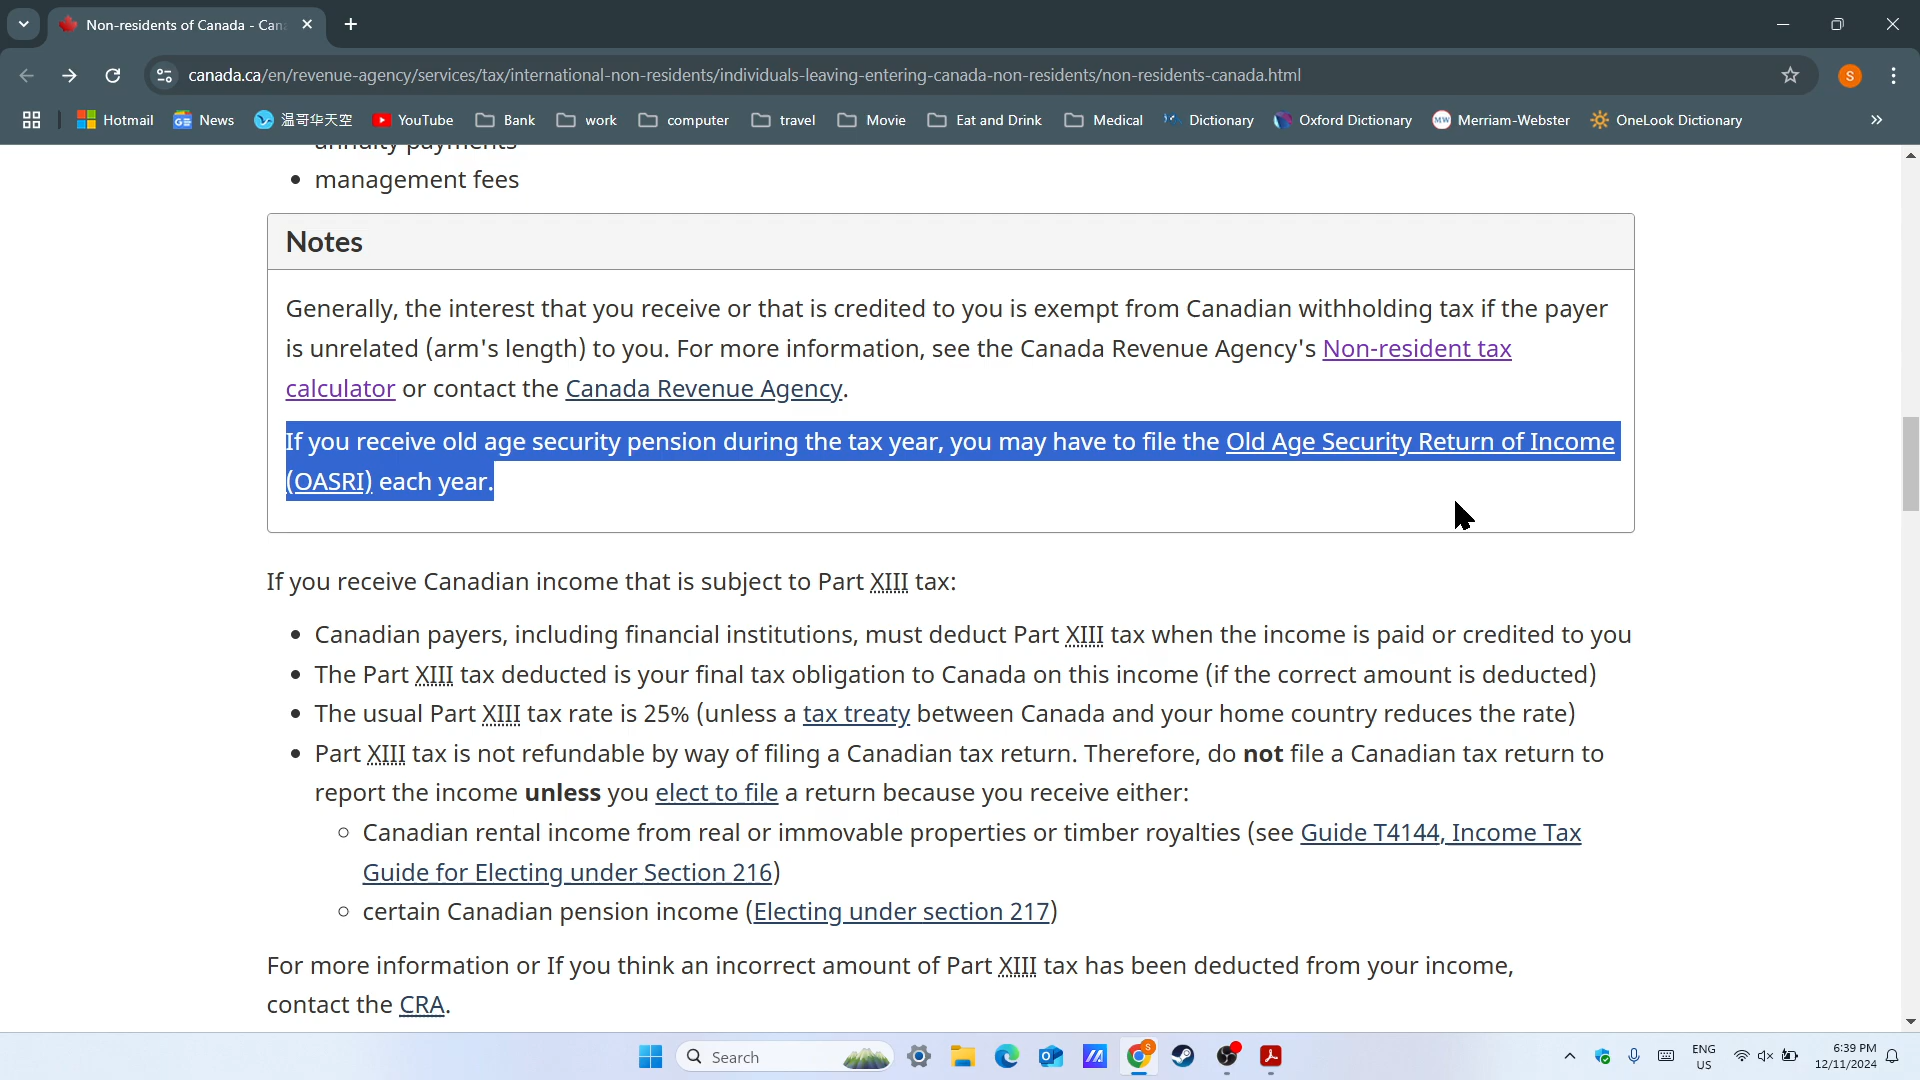 Non-residents of Canada - Can
canada.ca/en/revenue-agency/services/tax/international-non-residents/individuals-leaving-entering-canada-non-residents/non-residents-canada.html
S
Hotmail
News
温哥华天空
YouTube
Bank
work
computer
travel
Movie
Eat and Drink
Medical
Dictionary
Oxford Dictionary
Merriam-Webster
OneLook Dictionary
annuity payments
• management fees
Notes
Generally, the interest that you receive or that is credited to you is exempt from Canadian withholding tax if the payer
is unrelated (arm's length) to you. For more information, see the Canada Revenue Agency's Non-resident tax
calculator or contact the Canada Revenue Agency.
If you receive old age security pension during the tax year, you may have to file the Old Age Security Return of Income
(OASRI) each year.
If you receive Canadian income that is subject to Part XIII tax:
• Canadian payers, including financial institutions, must deduct Part XIII tax when the income is paid or credited to you
• The Part XIII tax deducted is your final tax obligation to Canada on this income (if the correct amount is deducted)
• The usual Part XIII tax rate is 25% (unless a tax treaty between Canada and your home country reduces the rate)
• Part XIII tax is not refundable by way of filing a Canadian tax return. Therefore, do not file a Canadian tax return to
report the income unless you elect to file a return because you receive either:
○ Canadian rental income from real or immovable properties or timber royalties (see Guide T4144, Income Tax
Guide for Electing under Section 216)
○ certain Canadian pension income (Electing under section 217)
For more information or If you think an incorrect amount of Part XIII tax has been deducted from your income,
contact the CRA.
Search
ENG
US
6:39 PM
12/11/2024